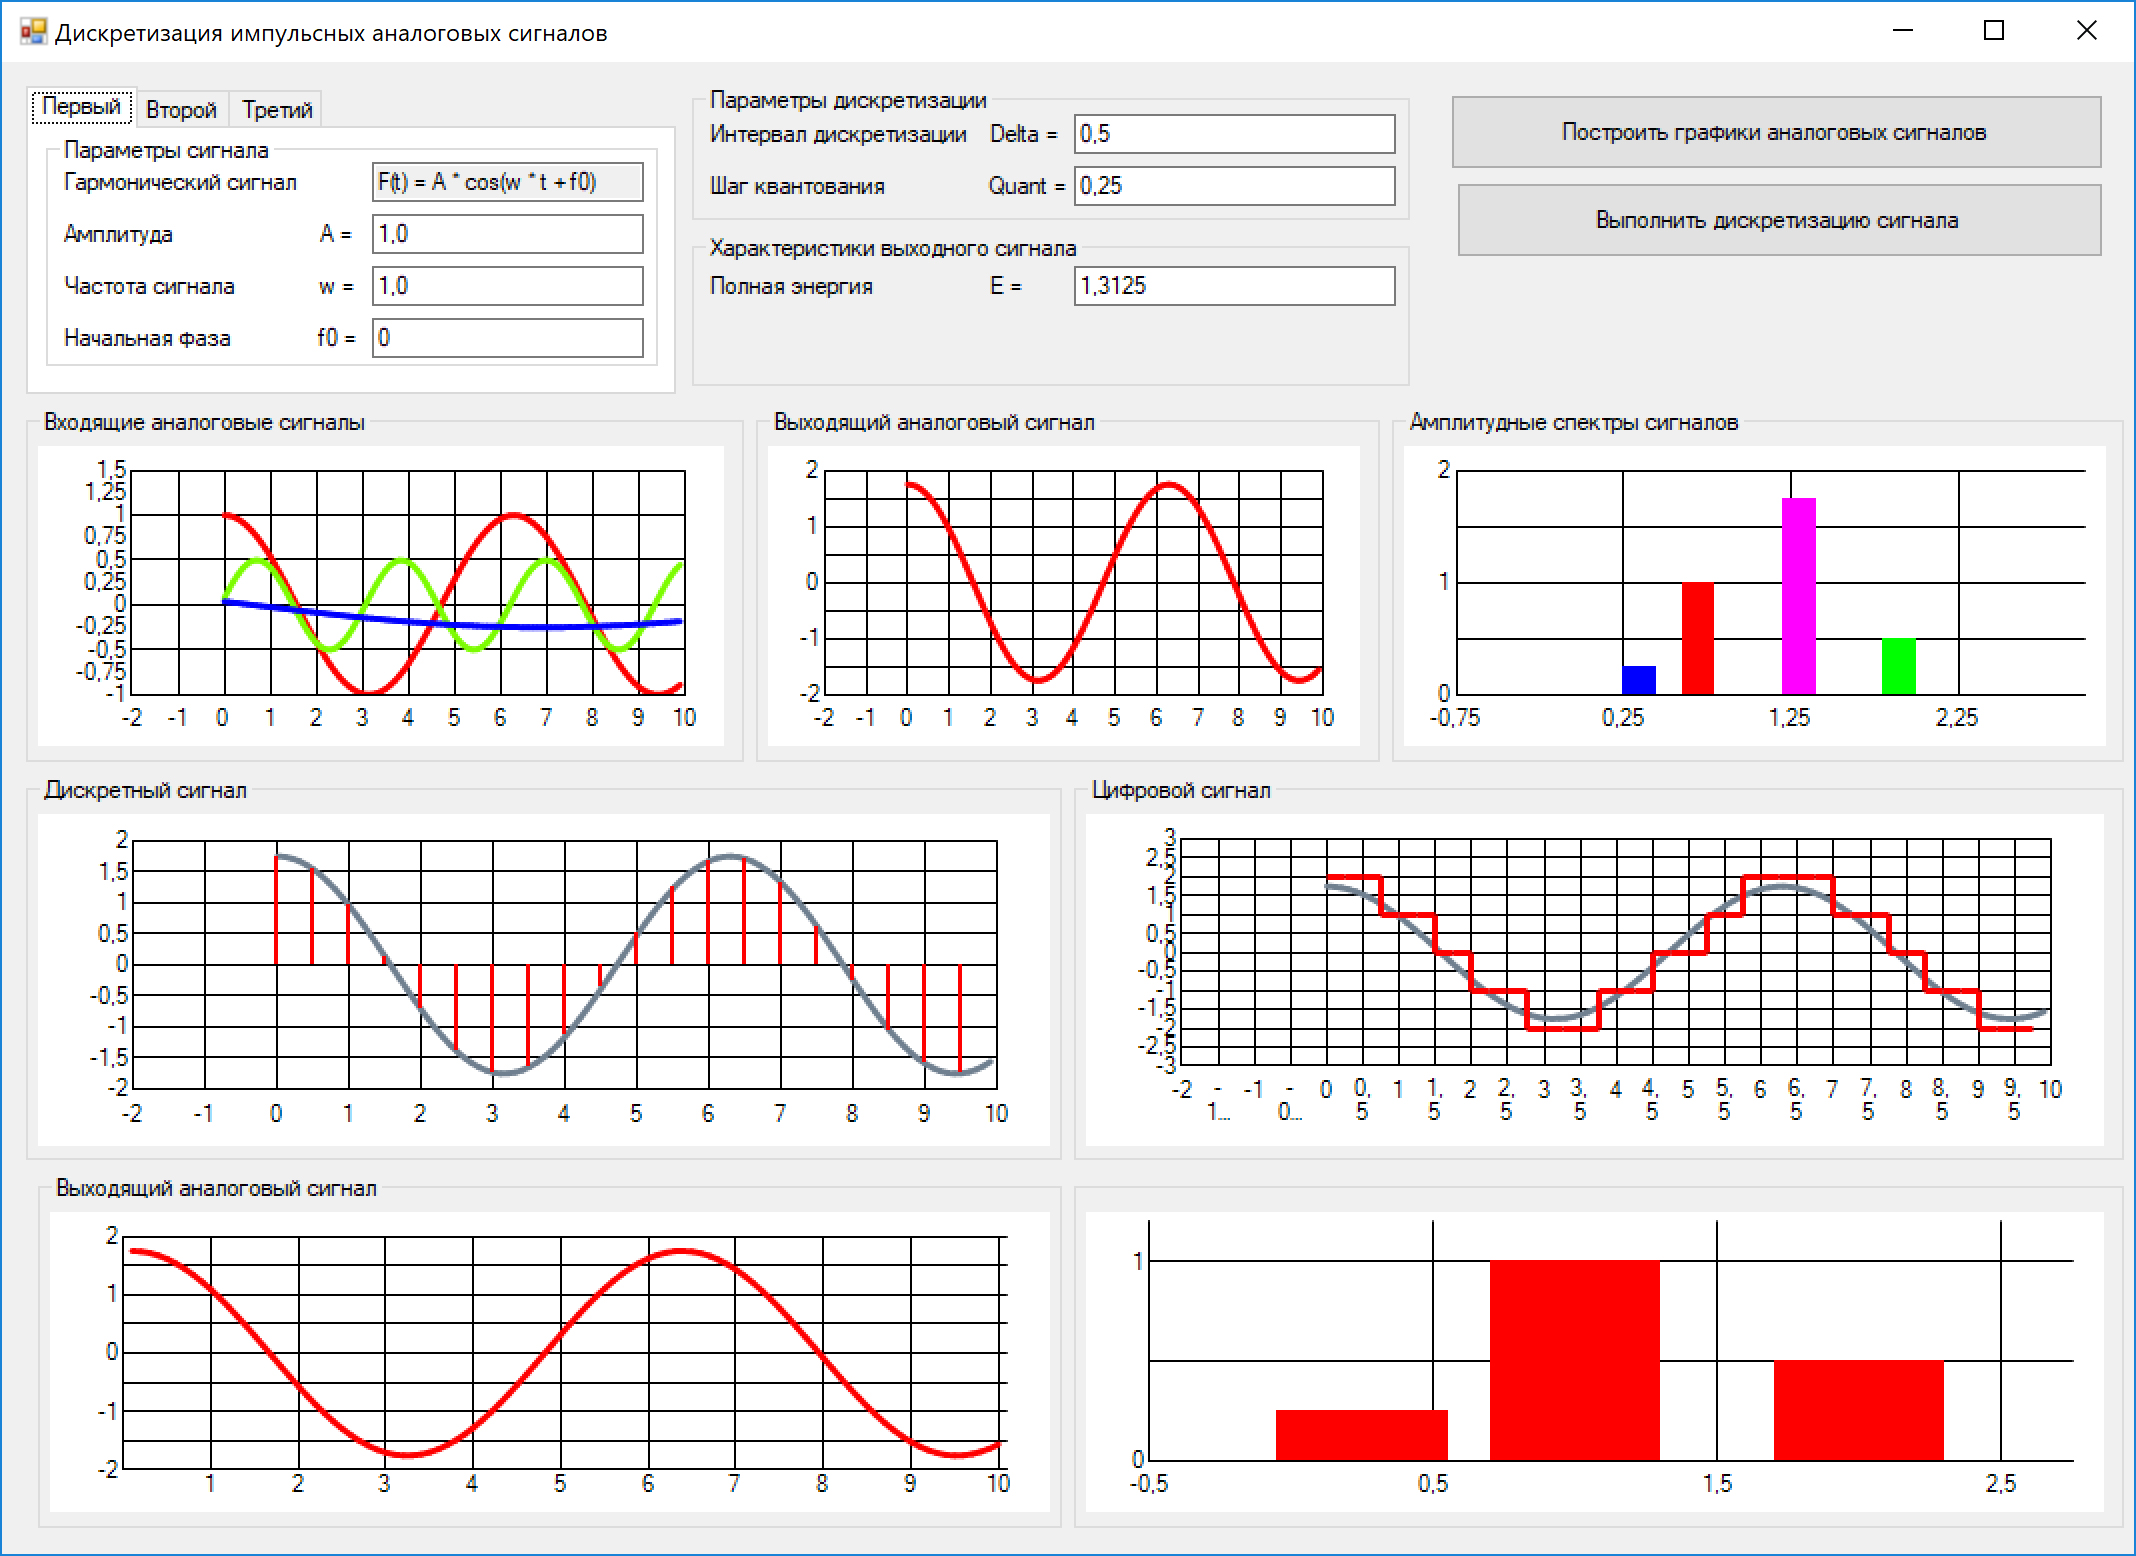 Дискретизация импульсных аналоговых сигналов
Первый Второй Третий
Параметры сигнала
Гармонический сигнал F(t) = A * cos(w * t + f0)
Амплитуда A = 1,0
Частота сигнала w = 1,0
Начальная фаза f0 = 0
Параметры дискретизации
Интервал дискретизации Delta = 0,5
Шаг квантования Quant = 0,25
Характеристики выходного сигнала
Полная энергия E = 1,3125
Построить графики аналоговых сигналов
Выполнить дискретизацию сигнала
Входящие аналоговые сигналы
1,5
1,25
1
0,75
0,5
0,25
0
-0,25
-0,5
-0,75
-1
-2 -1 0 1 2 3 4 5 6 7 8 9 10
Выходящий аналоговый сигнал
2
1
0
-1
-2
-2 -1 0 1 2 3 4 5 6 7 8 9 10
Амплитудные спектры сигналов
2
1
0
-0,75 0,25 1,25 2,25
Дискретный сигнал
2
1,5
1
0,5
0
-0,5
-1
-1,5
-2
-2 -1 0 1 2 3 4 5 6 7 8 9 10
Цифровой сигнал
3
2,5
2
1,5
1
0,5
0
-0,5
-1
-1,5
-2
-2,5
-3
-2 - -1 - 0 0, 1 1, 2 2, 3 3, 4 4, 5 5, 6 6, 7 7, 8 8, 9 9, 10
1... 0... 5 5 5 5 5 5 5 5 5 5
Выходящий аналоговый сигнал
2
1
0
-1
-2
1 2 3 4 5 6 7 8 9 10
1
0
-0,5 0,5 1,5 2,5